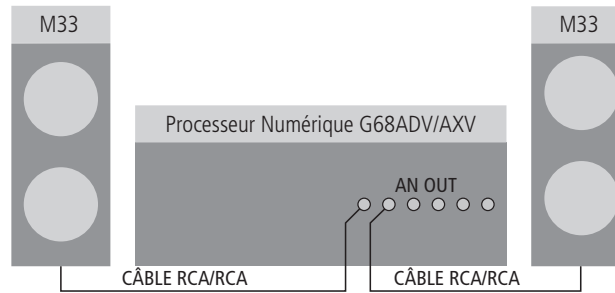 M33
M33
Processeur Numérique G68ADV/AXV
AN OUT
CÂBLE RCA/RCA
CÂBLE RCA/RCA